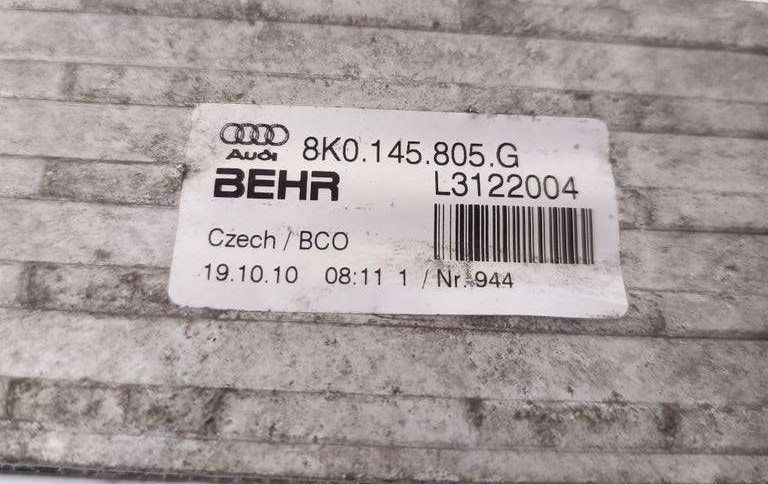 Audi 8K0.145.805.G
BEHR L3122004
Czech / BCO
19.10.10 08:11 1 / Nr. 944